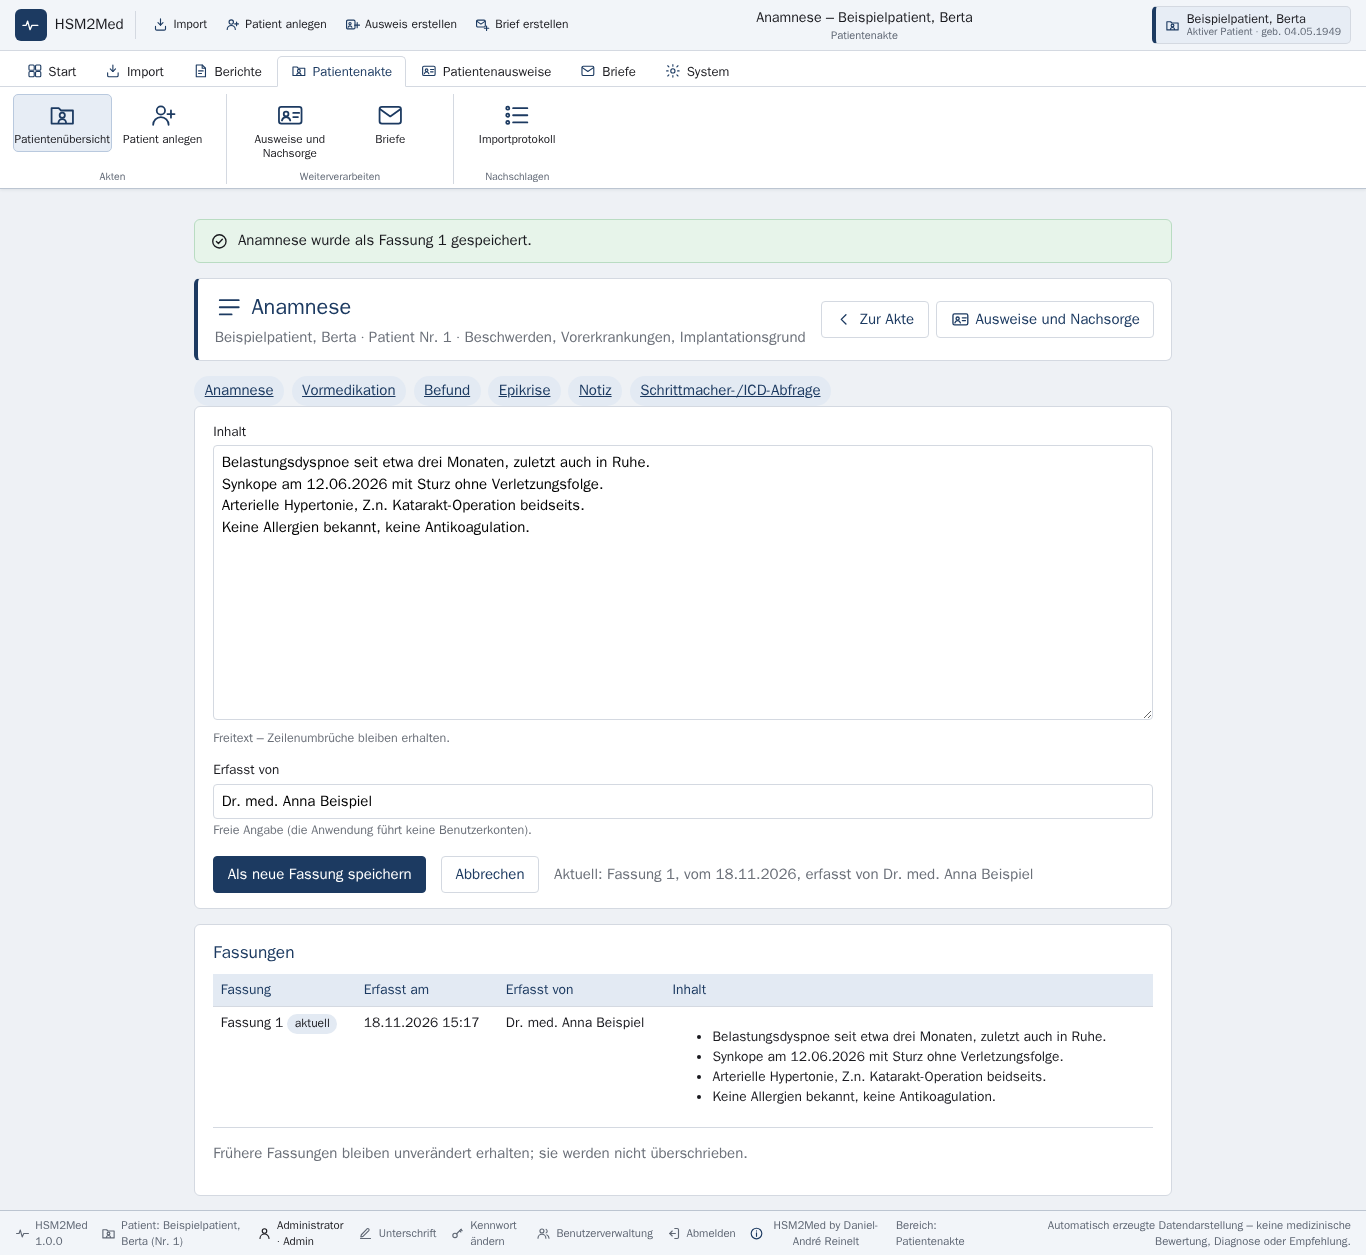 HSM2Med
Import
Patient anlegen
Ausweis erstellen
Brief erstellen
Anamnese – Beispielpatient, Berta
Patientenakte
Beispielpatient, Berta
Aktiver Patient · geb. 04.05.1949
Start
Import
Berichte
Patientenakte
Patientenausweise
Briefe
System
Patientenübersicht
Patient anlegen
Akten
Ausweise und
Nachsorge
Briefe
Weiterverarbeiten
Importprotokoll
Nachschlagen
Anamnese wurde als Fassung 1 gespeichert.
Anamnese
Beispielpatient, Berta · Patient Nr. 1 · Beschwerden, Vorerkrankungen, Implantationsgrund
Zur Akte
Ausweise und Nachsorge
Anamnese
Vormedikation
Befund
Epikrise
Notiz
Schrittmacher-/ICD-Abfrage
Inhalt
Belastungsdyspnoe seit etwa drei Monaten, zuletzt auch in Ruhe.
Synkope am 12.06.2026 mit Sturz ohne Verletzungsfolge.
Arterielle Hypertonie, Z.n. Katarakt-Operation beidseits.
Keine Allergien bekannt, keine Antikoagulation.
Freitext – Zeilenumbrüche bleiben erhalten.
Erfasst von
Dr. med. Anna Beispiel
Freie Angabe (die Anwendung führt keine Benutzerkonten).
Als neue Fassung speichern
Abbrechen
Aktuell: Fassung 1, vom 18.11.2026, erfasst von Dr. med. Anna Beispiel
Fassungen
Fassung
Erfasst am
Erfasst von
Inhalt
Fassung 1 aktuell
18.11.2026 15:17
Dr. med. Anna Beispiel
• Belastungsdyspnoe seit etwa drei Monaten, zuletzt auch in Ruhe.
• Synkope am 12.06.2026 mit Sturz ohne Verletzungsfolge.
• Arterielle Hypertonie, Z.n. Katarakt-Operation beidseits.
• Keine Allergien bekannt, keine Antikoagulation.
Frühere Fassungen bleiben unverändert erhalten; sie werden nicht überschrieben.
HSM2Med
1.0.0
Patient: Beispielpatient,
Berta (Nr. 1)
Administrator
· Admin
Unterschrift
Kennwort
ändern
Benutzerverwaltung
Abmelden
HSM2Med by Daniel-
André Reinelt
Bereich:
Patientenakte
Automatisch erzeugte Datendarstellung – keine medizinische
Bewertung, Diagnose oder Empfehlung.